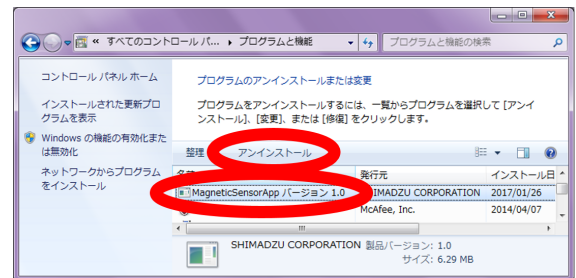 « すべてのコントロール パ... ▸ プログラムと機能
プログラムと機能の検索
コントロール パネル ホーム
インストールされた更新プロ
グラムを表示
Windows の機能の有効化また
は無効化
ネットワークからプログラム
をインストール
プログラムのアンインストールまたは変更
プログラムをアンインストールするには、一覧からプログラムを選択して [アンイ
ンストール]、[変更]、または [修復] をクリックします。
整理 アンインストール
発行元 インストール日
MagneticSensorApp バージョン 1.0 SHIMADZU CORPORATION 2017/01/26
McAfee, Inc. 2014/04/07
SHIMADZU CORPORATION 製品バージョン: 1.0
サイズ: 6.29 MB